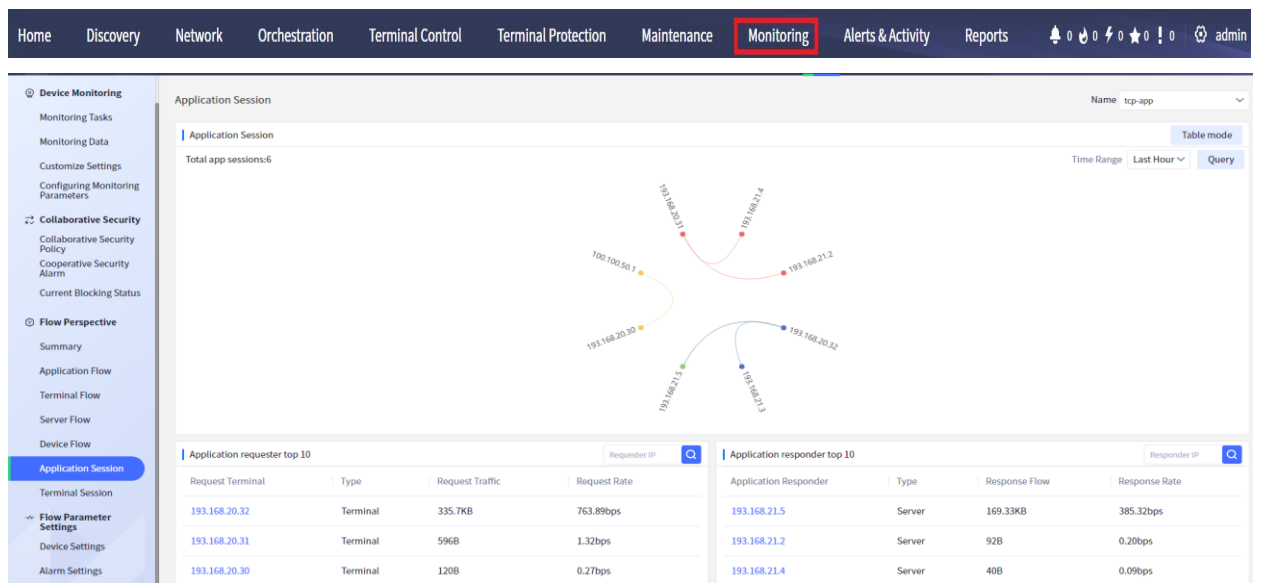 Home Discovery Network Orchestration Terminal Control Terminal Protection Maintenance Monitoring Alerts & Activity Reports 0 0 0 0 0 admin
Device Monitoring
Monitoring Tasks
Monitoring Data
Customize Settings
Configuring Monitoring
Parameters
Collaborative Security
Collaborative Security
Policy
Cooperative Security
Alarm
Current Blocking Status
Flow Perspective
Summary
Application Flow
Terminal Flow
Server Flow
Device Flow
Application Session
Terminal Session
Flow Parameter
Settings
Device Settings
Alarm Settings
Application Session
Name tcp-app
Application Session
Table mode
Total app sessions:6
Time Range Last Hour Query
193.168.20.31
193.168.21.4
100.100.50.1
193.168.21.2
193.168.20.30
193.168.20.32
193.168.21.5
193.168.21.3
Application requester top 10
Requester IP
Request Terminal Type Request Traffic Request Rate
193.168.20.32 Terminal 335.7KB 763.89bps
193.168.20.31 Terminal 596B 1.32bps
193.168.20.30 Terminal 120B 0.27bps
Application responder top 10
Responder IP
Application Responder Type Response Flow Response Rate
193.168.21.5 Server 169.33KB 385.32bps
193.168.21.2 Server 92B 0.20bps
193.168.21.4 Server 40B 0.09bps